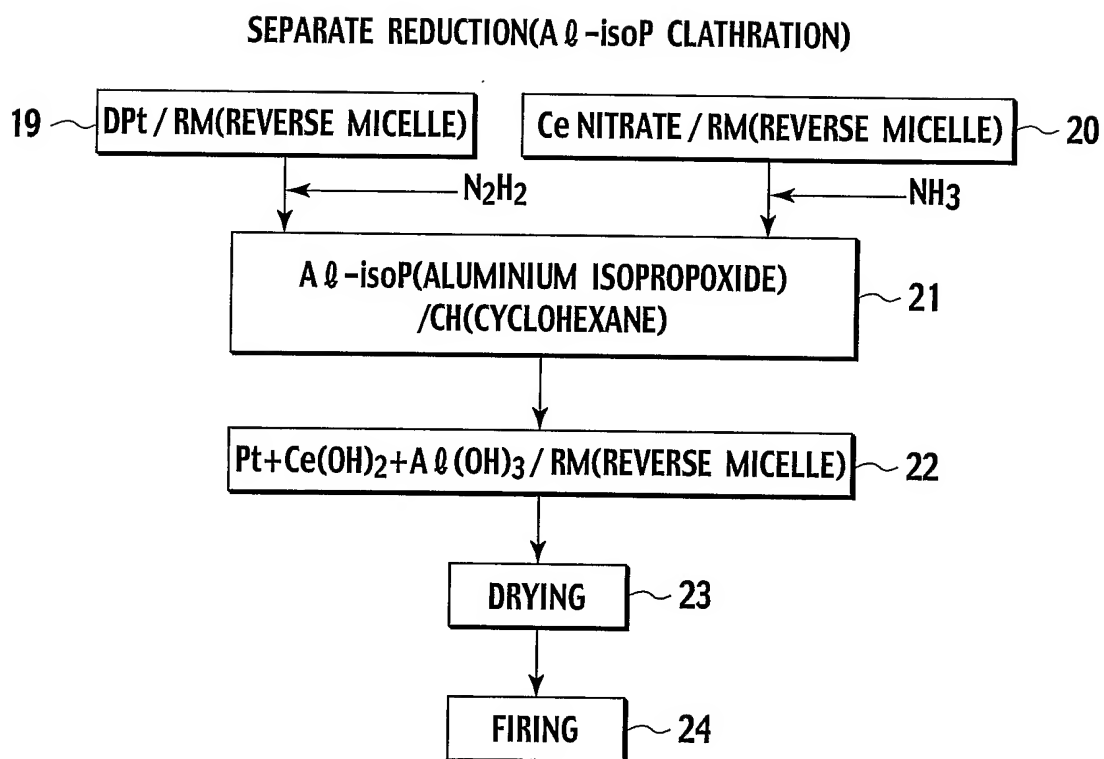 SEPARATE REDUCTION(Aℓ-isoP CLATHRATION)
19 DPt / RM(REVERSE MICELLE)
Ce NITRATE / RM(REVERSE MICELLE) 20
N2H2
NH3
Aℓ-isoP(ALUMINIUM ISOPROPOXIDE)
/CH(CYCLOHEXANE)
21
Pt+Ce(OH)2+Aℓ(OH)3 / RM(REVERSE MICELLE) 22
DRYING 23
FIRING 24